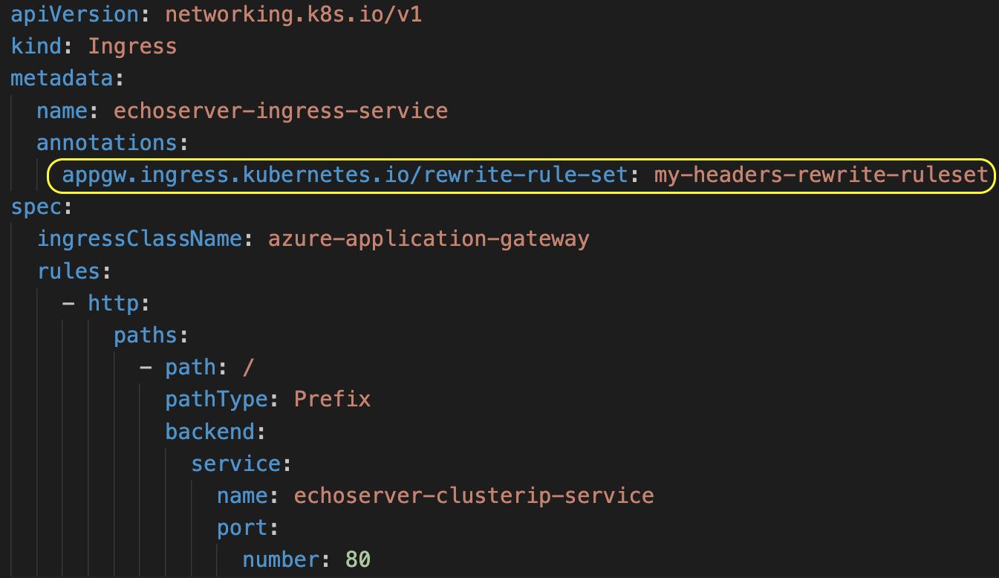 apiVersion: networking.k8s.io/v1
kind: Ingress
metadata:
  name: echoserver-ingress-service
  annotations:
    appgw.ingress.kubernetes.io/rewrite-rule-set: my-headers-rewrite-ruleset
spec:
  ingressClassName: azure-application-gateway
  rules:
    - http:
        paths:
          - path: /
            pathType: Prefix
            backend:
              service:
                name: echoserver-clusterip-service
                port:
                  number: 80